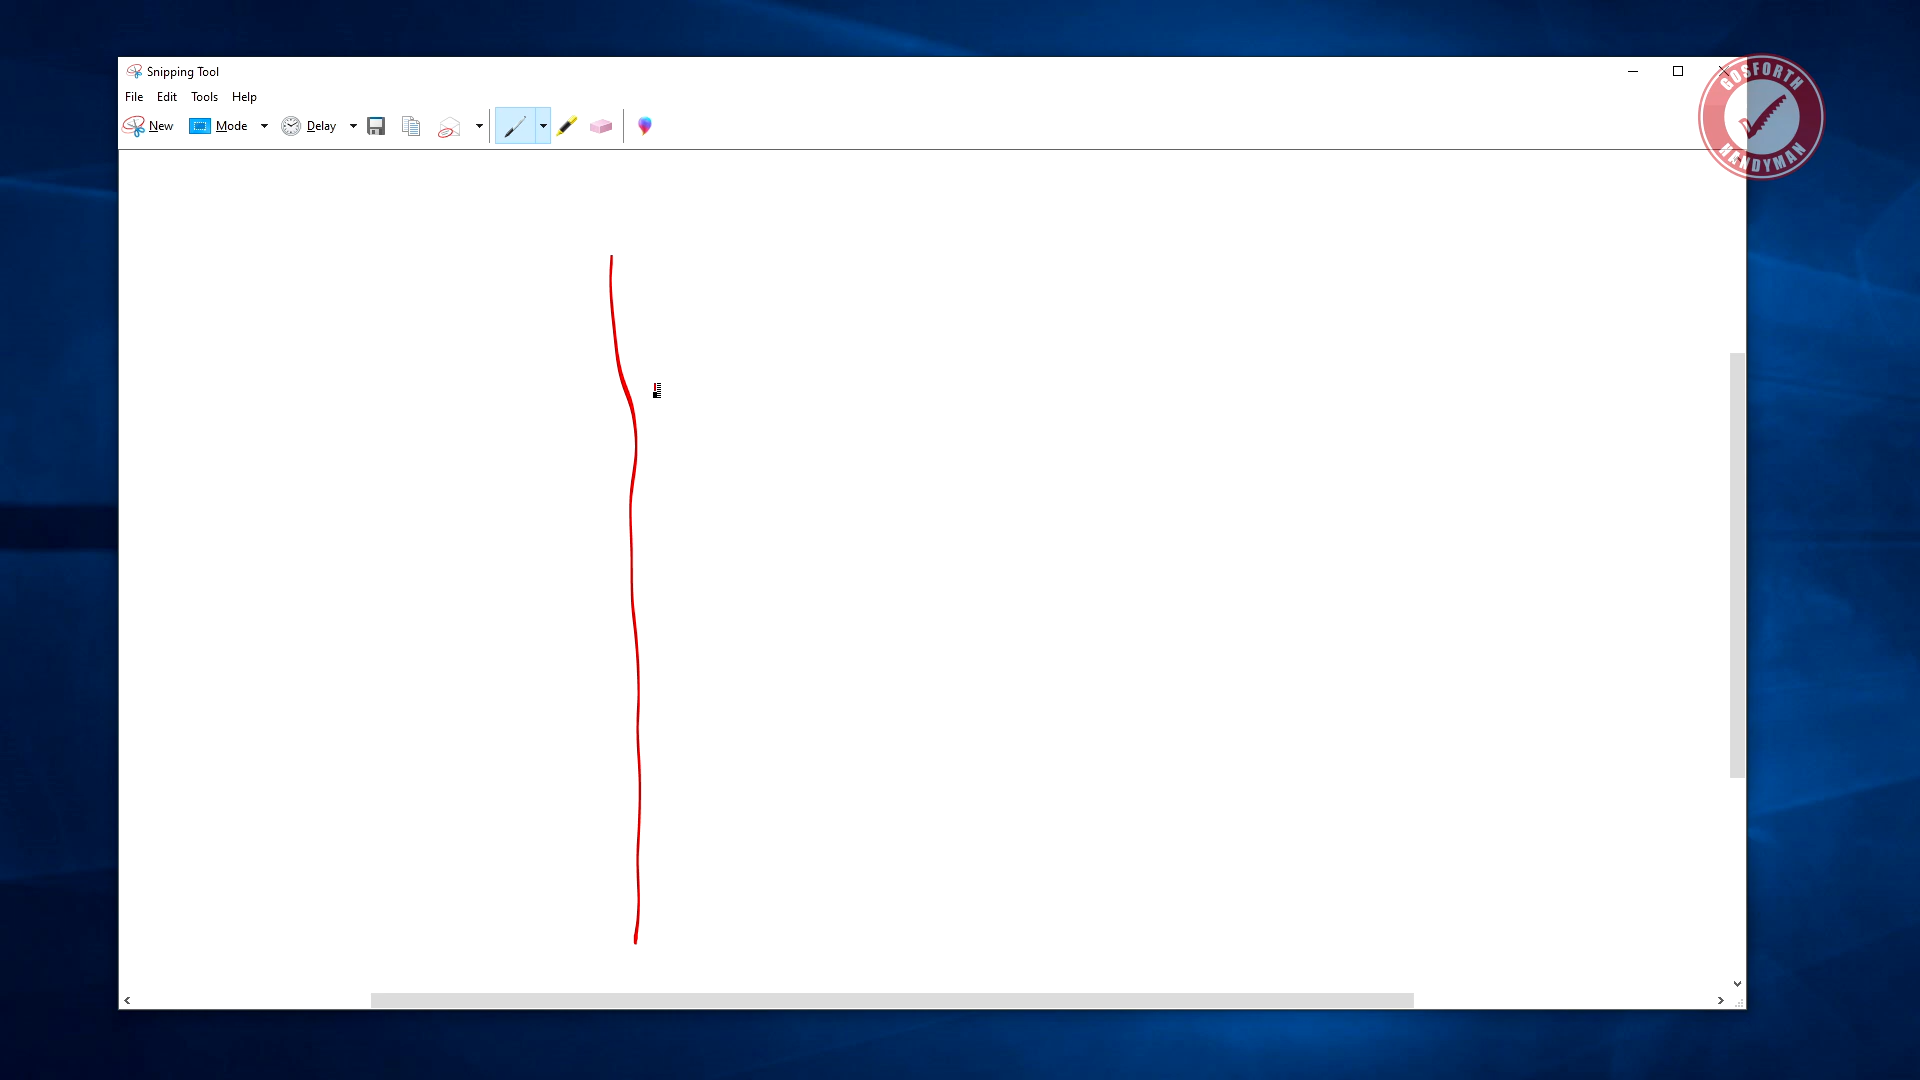 Snipping Tool
File Edit Tools Help
New Mode Delay
GOSFORTH
HANDYMAN